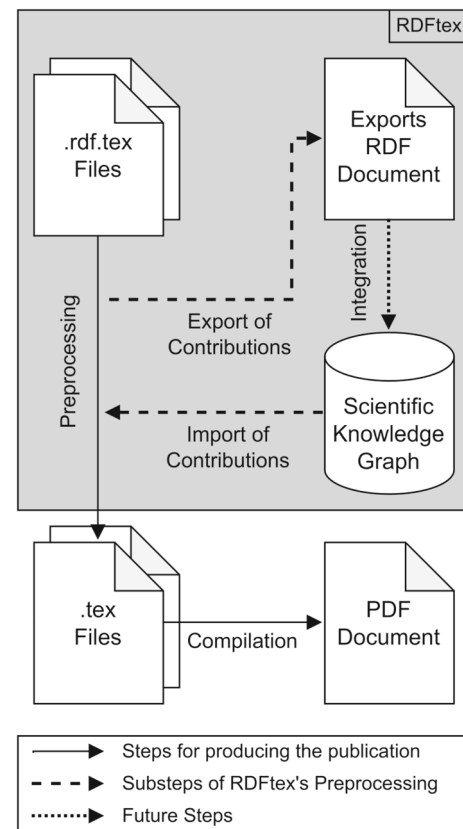 RDFtex
.rdf.tex
Files
Exports
RDF
Document
Preprocessing
Integration
Export of
Contributions
Import of
Contributions
Scientific
Knowledge
Graph
.tex
Files
Compilation
PDF
Document
Steps for producing the publication
Substeps of RDFtex's Preprocessing
Future Steps